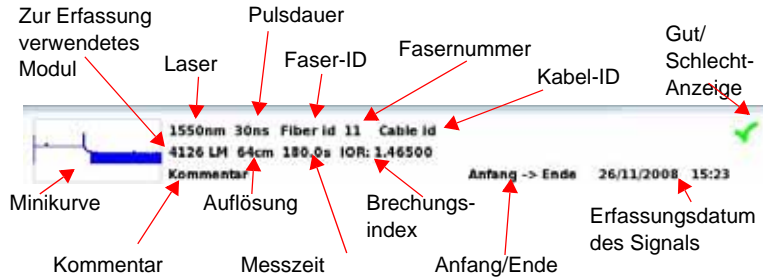 Zur Erfassung
verwendetes
Modul
Laser
Pulsdauer
Faser-ID
Fasernummer
Kabel-ID
Gut/
Schlecht-
Anzeige
1550nm 30ns Fiber id 11 Cable id
4126 LM 64cm 180.0s IOR: 1.46500
Kommentar Anfang -> Ende 26/11/2008 15:23
Minikurve
Auflösung
Brechungs-
index
Erfassungsdatum
des Signals
Kommentar
Messzeit
Anfang/Ende